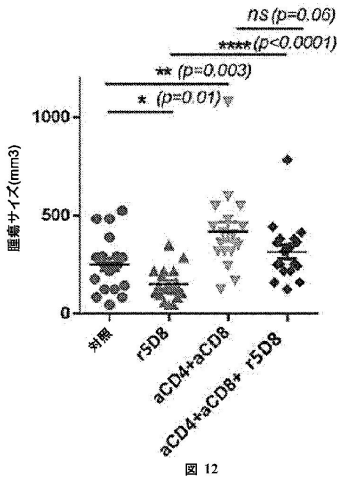 ns (p=0.06)
**** (p<0.0001)
** (p=0.003)
* (p=0.01)
腫瘍サイズ(mm3)
1000
500
0
対照
r5D8
aCD4+aCD8
aCD4+aCD8+ r5D8
図 12